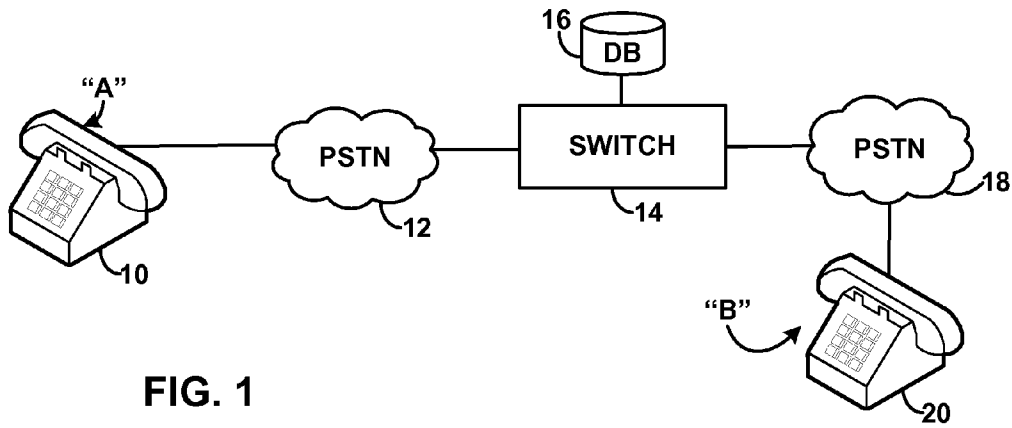 16
DB
“A”
PSTN
SWITCH
PSTN
18
12
14
10
“B”
20
FIG. 1